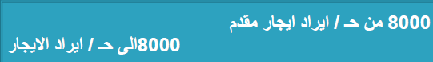 8000 من حـ / ايراد ايجار مقدم
8000الى حـ / ايراد الايجار